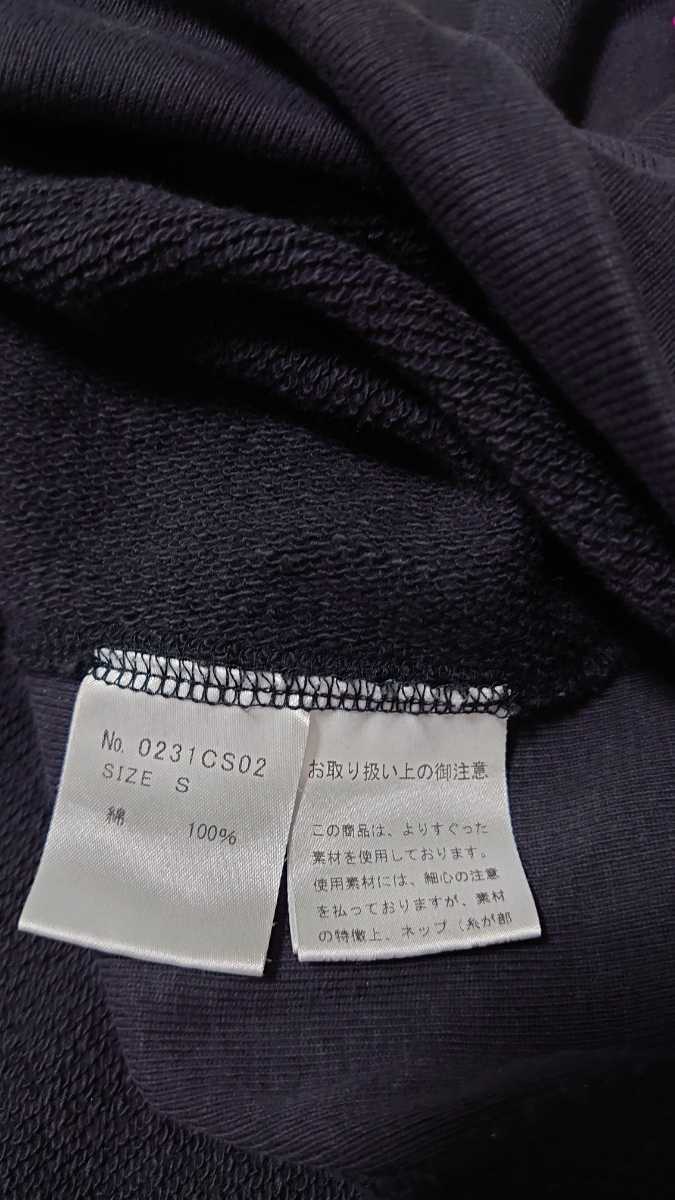 No. 0231CS02
SIZE S
綿 100%
お取り扱い上の御注意
この商品は、よりすぐった
素材を使用しております。
使用素材には、細心の注意
を払っておりますが、素材
の特徴上、ネップ（糸が部